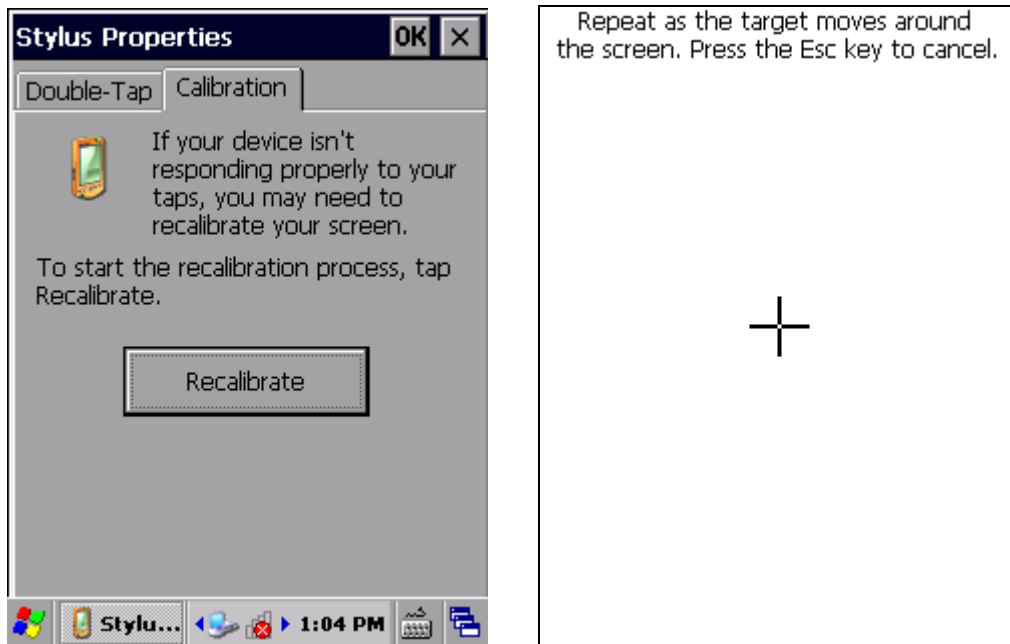 Stylus Properties OK ×
Double-Tap Calibration
If your device isn't
responding properly to your
taps, you may need to
recalibrate your screen.
To start the recalibration process, tap
Recalibrate.
Recalibrate
Stylu... 1:04 PM
Repeat as the target moves around
the screen. Press the Esc key to cancel.